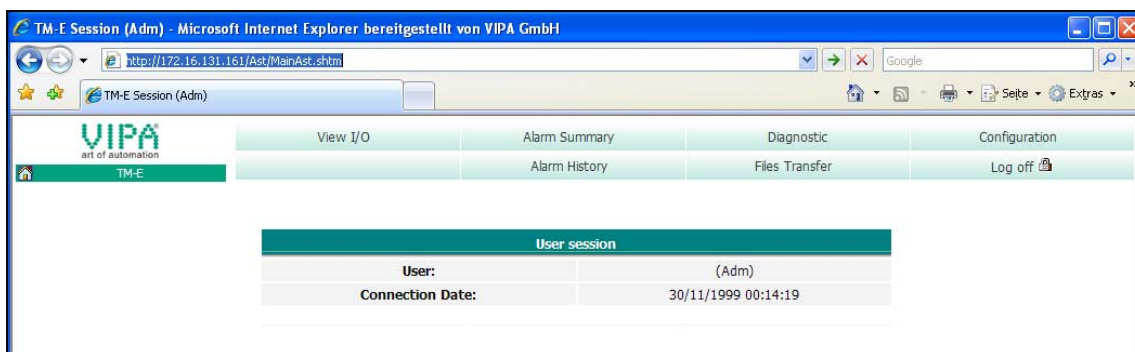 TM-E Session (Adm) - Microsoft Internet Explorer bereitgestellt von VIPA GmbH
http://172.16.131.161/Ast/MainAst.shtm Google
TM-E Session (Adm) Seite Extras »
VIPA View I/O Alarm Summary Diagnostic Configuration
art of automation
TM-E Alarm History Files Transfer Log off
User session
User: (Adm)
Connection Date: 30/11/1999 00:14:19